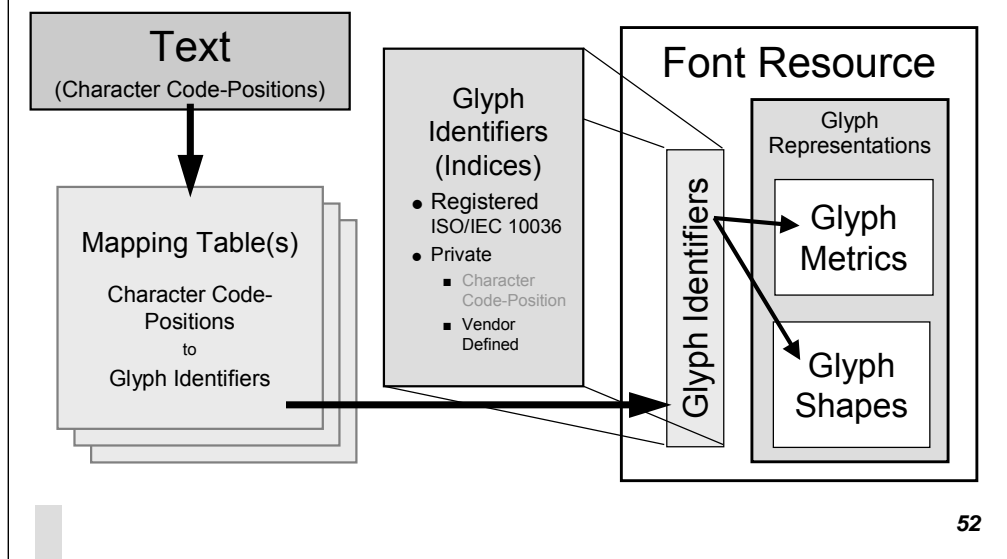 Text
(Character Code-Positions)
Mapping Table(s)
Character Code-
Positions
to
Glyph Identifiers
Glyph
Identifiers
(Indices)
● Registered
ISO/IEC 10036
● Private
■ Character
Code-Position
■ Vendor
Defined
Font Resource
Glyph Identifiers
Glyph
Representations
Glyph
Metrics
Glyph
Shapes
52